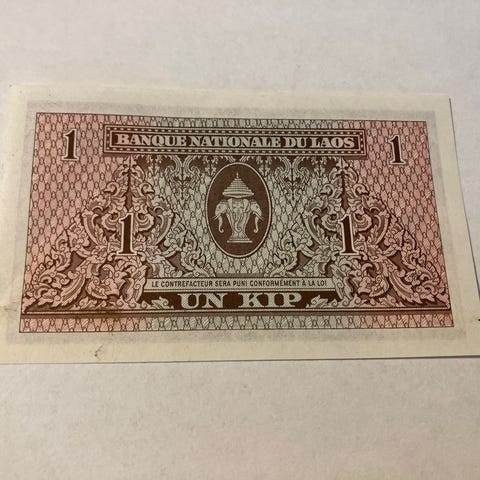 1 BANQUE NATIONALE DU LAOS 1
1 1
LE CONTREFACTEUR SERA PUNI CONFORMÉMENT À LA LOI
UN KIP